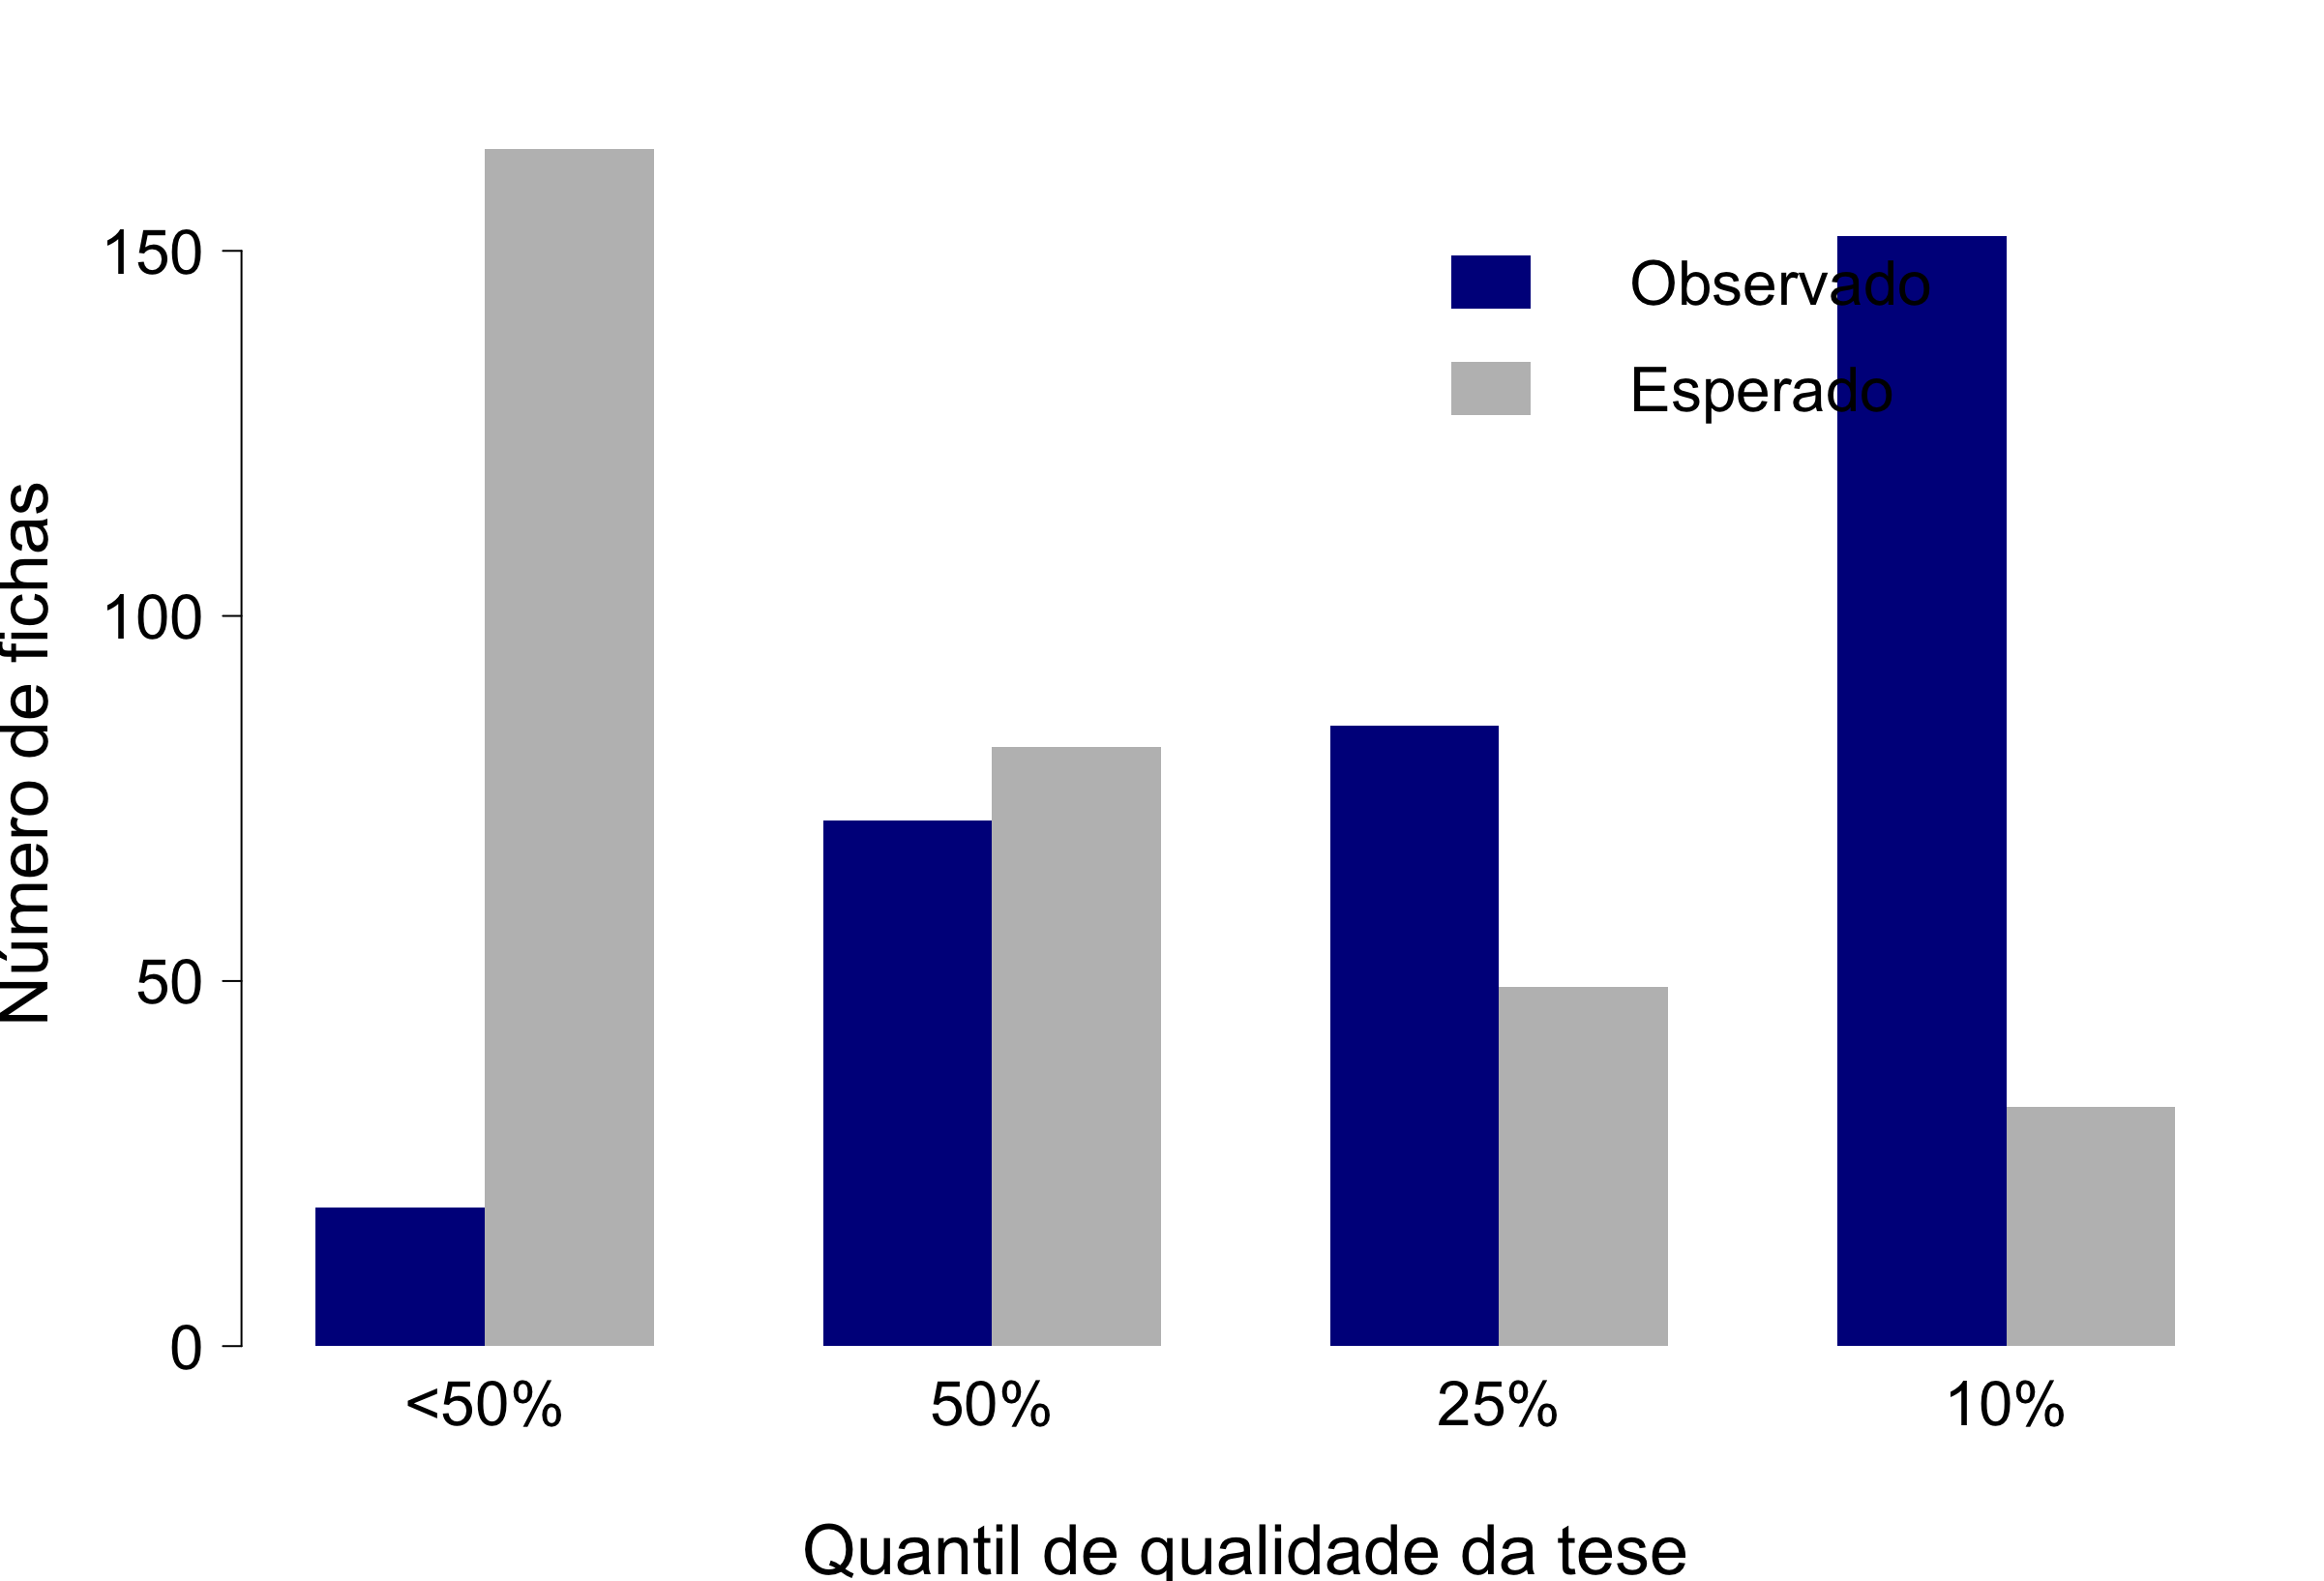 150
100
50
0
Número de fichas
Observado
Esperado
<50%
50%
25%
10%
Quantil de qualidade da tese